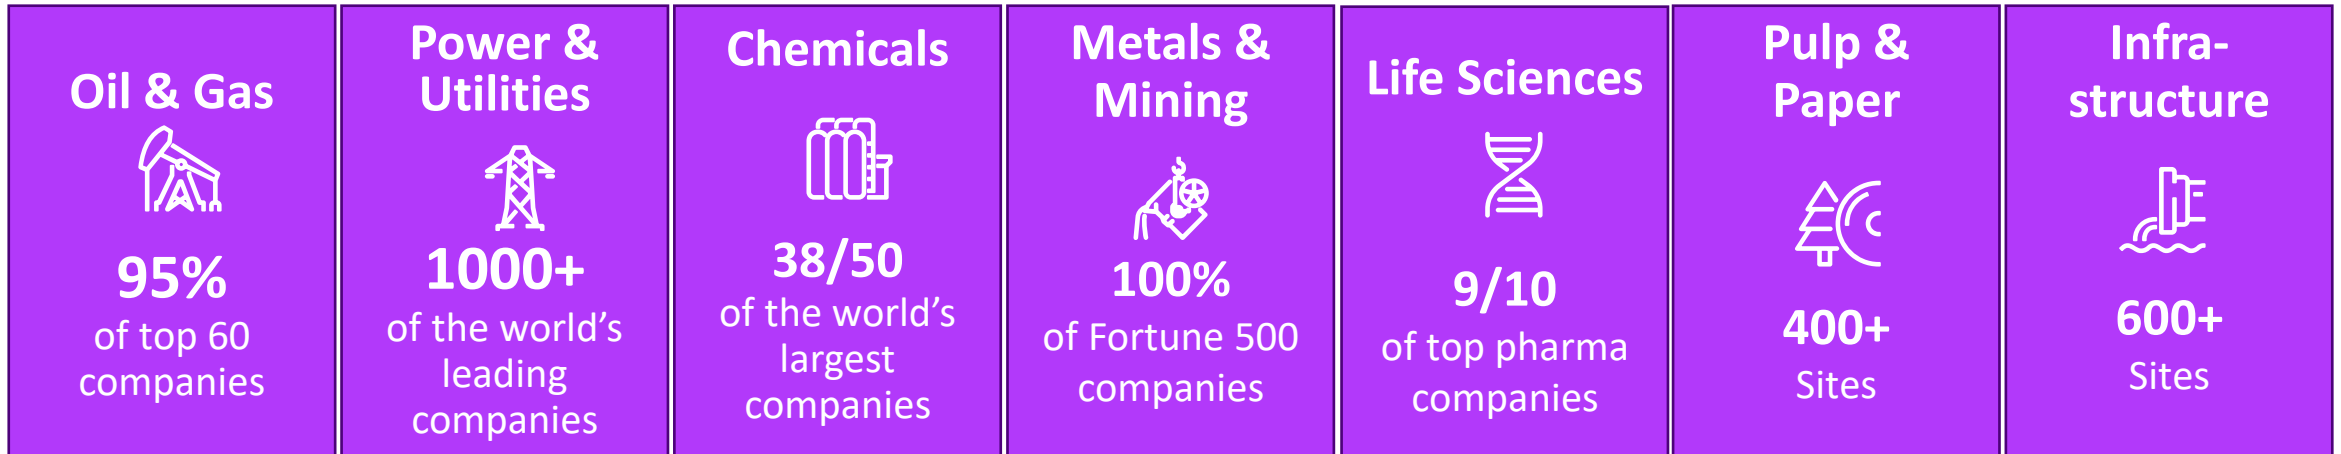 Oil & Gas
95%
of top 60
companies
Power &
Utilities
1000+
of the world’s
leading
companies
Chemicals
38/50
of the world’s
largest
companies
Metals &
Mining
100%
of Fortune 500
companies
Life Sciences
9/10
of top pharma
companies
Pulp &
Paper
400+
Sites
Infra-
structure
600+
Sites